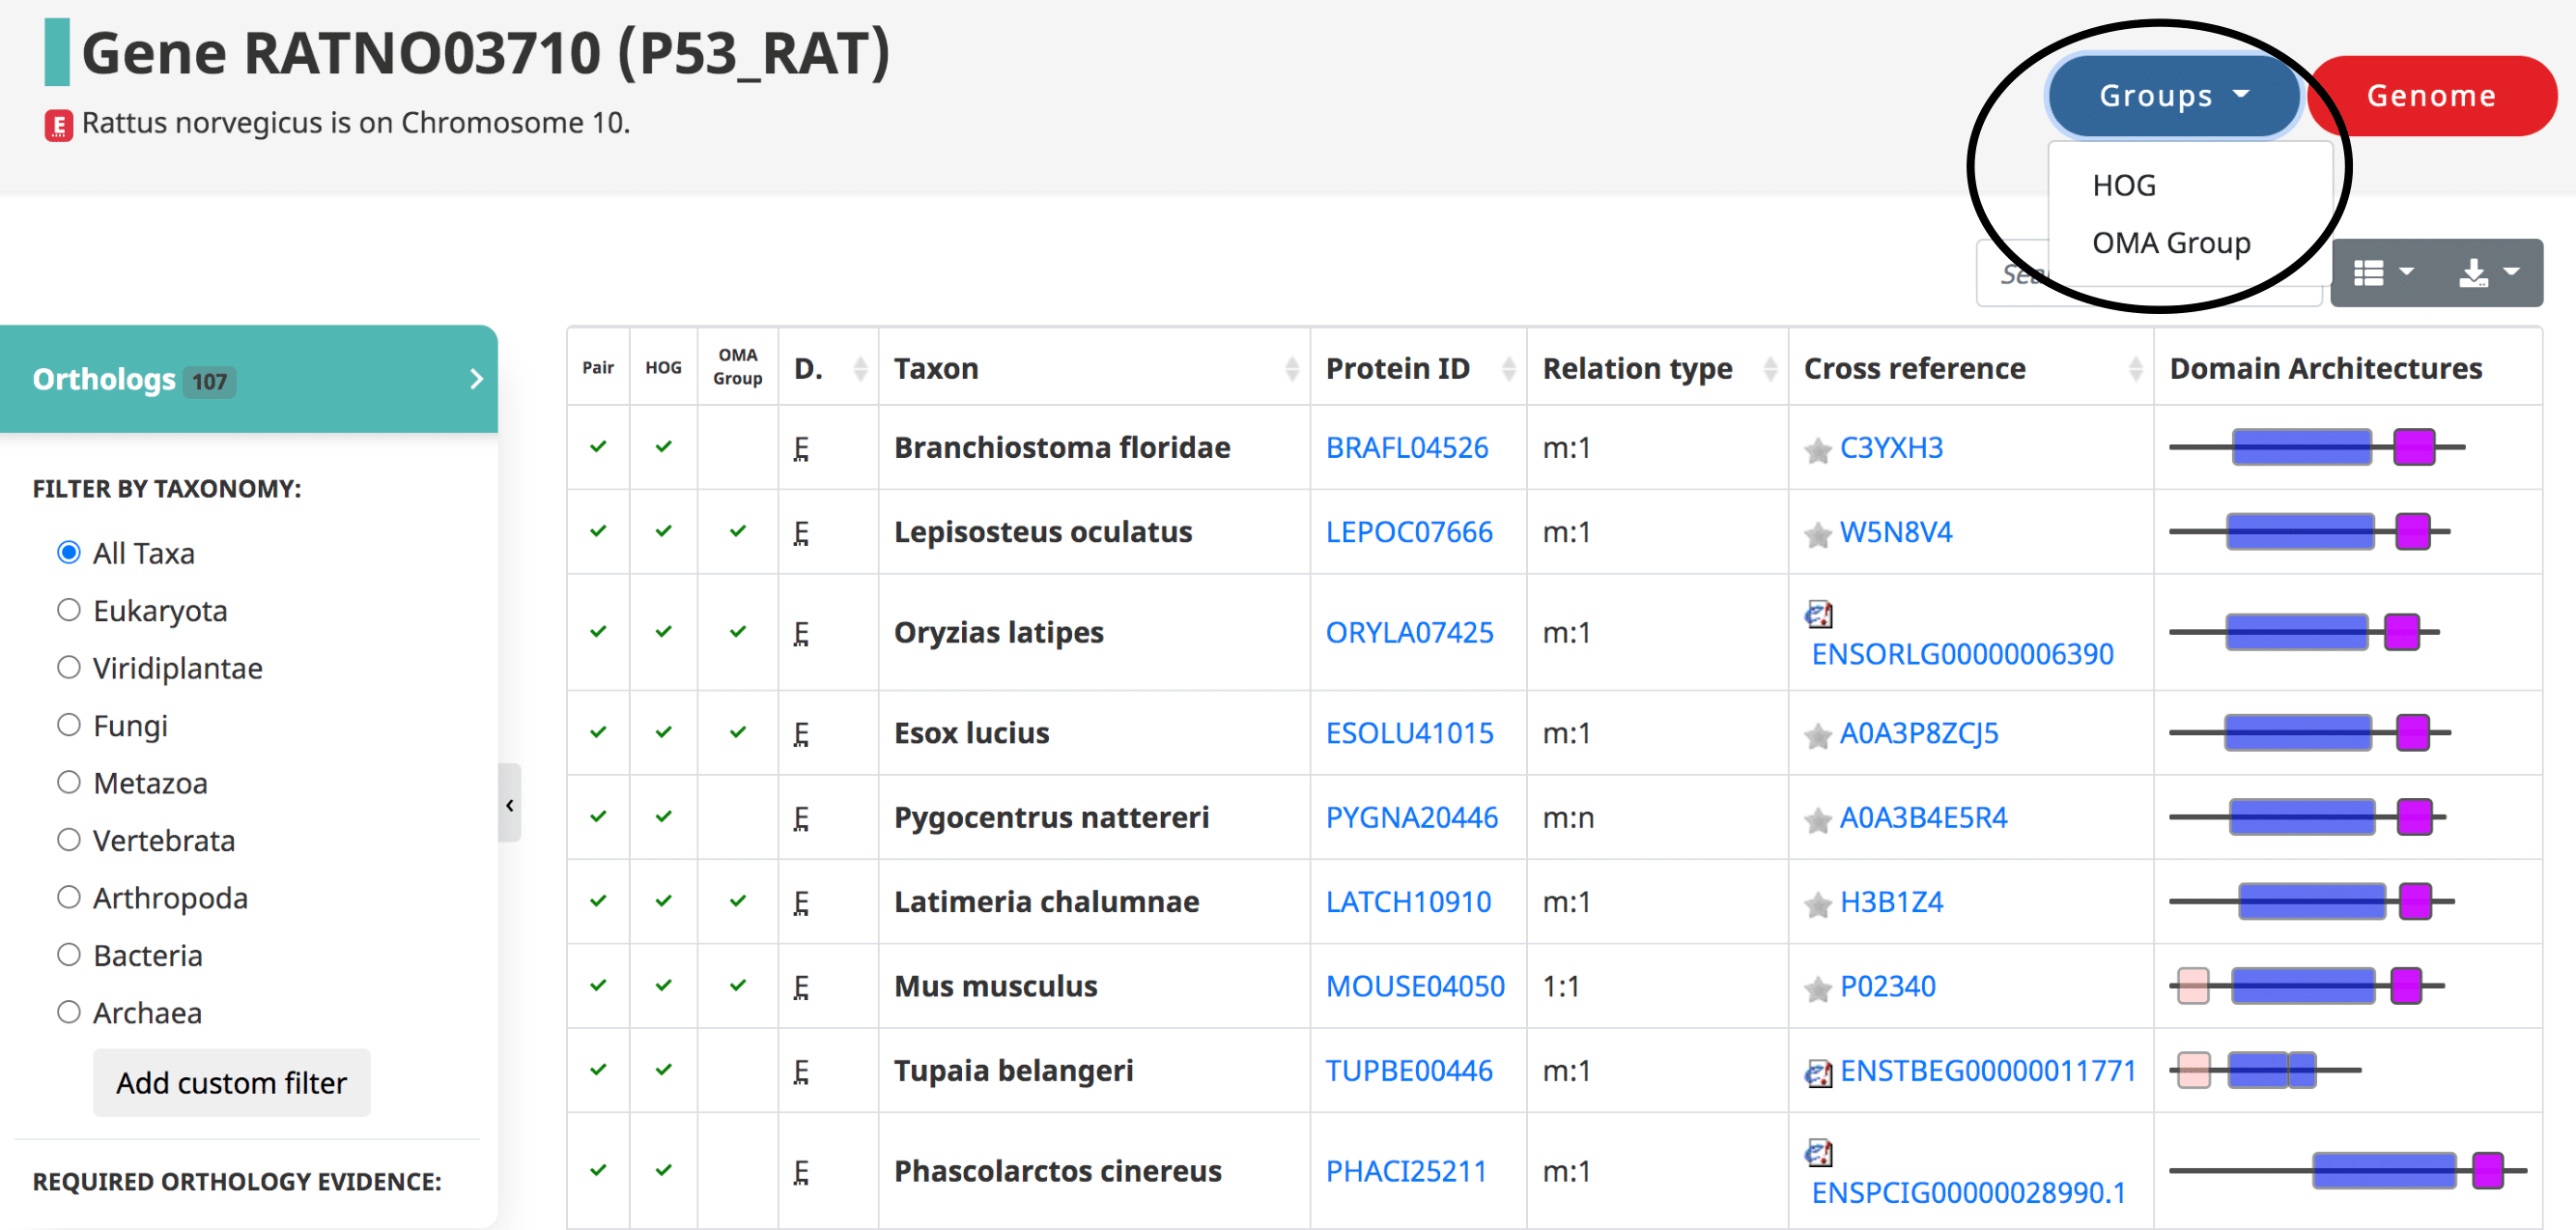 Gene RATNO03710 (P53_RAT)
E Rattus norvegicus is on Chromosome 10.
Groups
Genome
HOG
OMA Group
Orthologs 107
FILTER BY TAXONOMY:
All Taxa
Eukaryota
Viridiplantae
Fungi
Metazoa
Vertebrata
Arthropoda
Bacteria
Archaea
Add custom filter
REQUIRED ORTHOLOGY EVIDENCE:
Pair HOG OMA Group D. Taxon Protein ID Relation type Cross reference Domain Architectures
E Branchiostoma floridae BRAFL04526 m:1 C3YXH3
E Lepisosteus oculatus LEPOC07666 m:1 W5N8V4
E Oryzias latipes ORYLA07425 m:1 ENSORLG00000006390
E Esox lucius ESOLU41015 m:1 A0A3P8ZCJ5
E Pygocentrus nattereri PYGNA20446 m:n A0A3B4E5R4
E Latimeria chalumnae LATCH10910 m:1 H3B1Z4
E Mus musculus MOUSE04050 1:1 P02340
E Tupaia belangeri TUPBE00446 m:1 ENSTBEG00000011771
E Phascolarctos cinereus PHACI25211 m:1 ENSPCIG00000028990.1